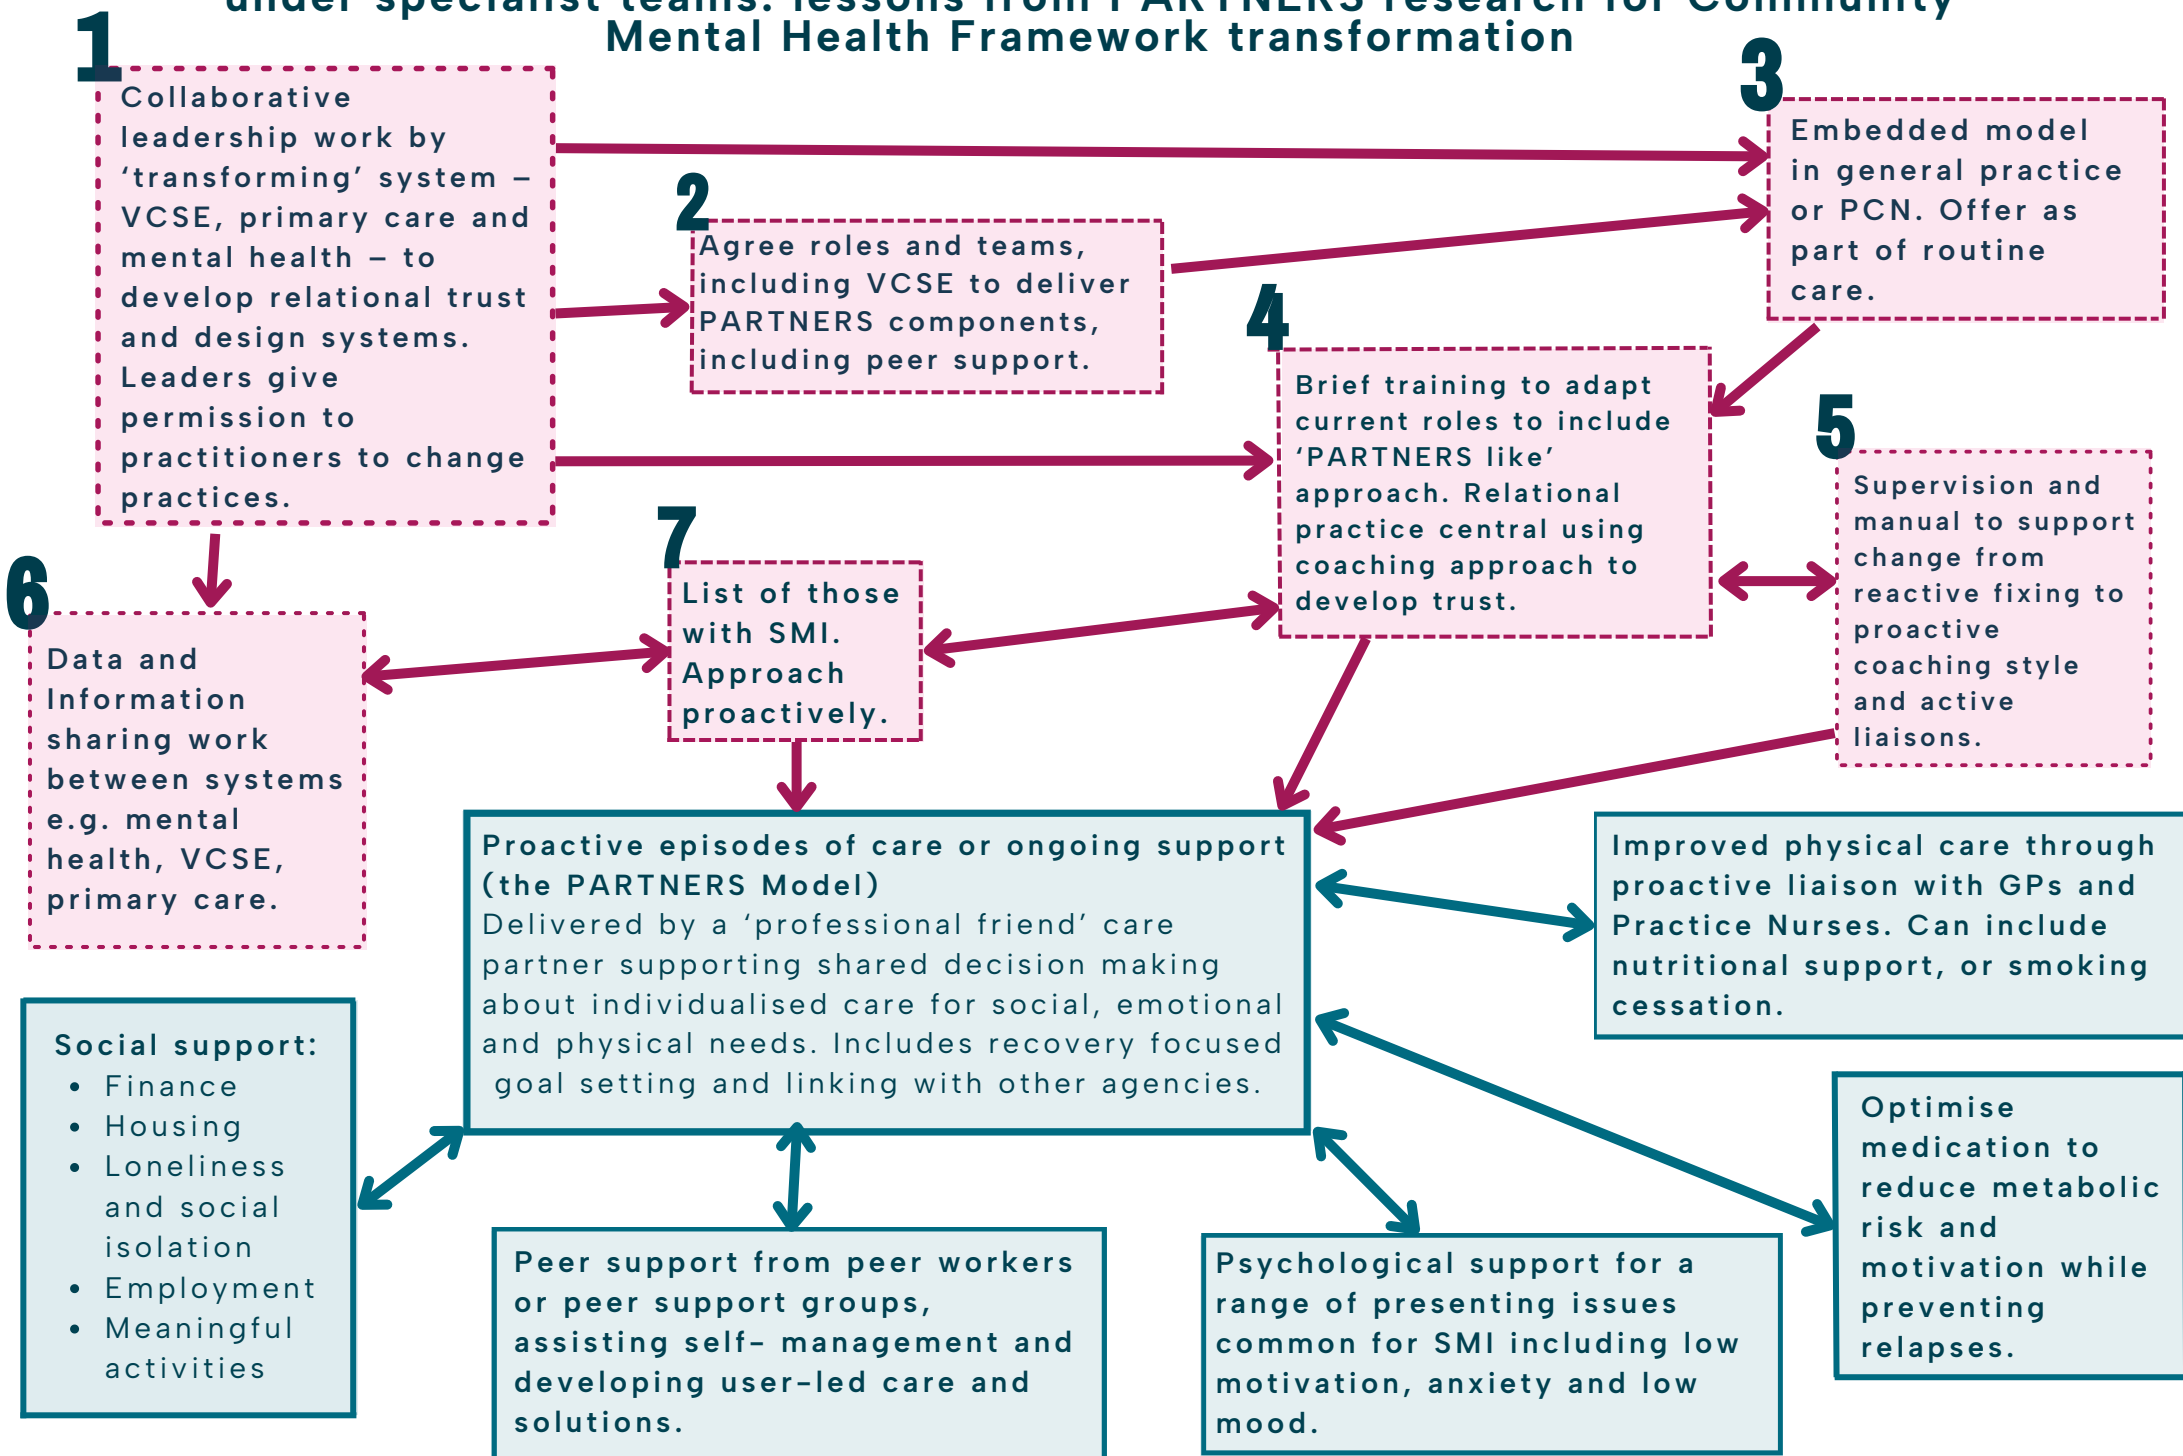 under specialist teams: lessons from PARTNERS research for Community
Mental Health Framework transformation
1
Collaborative
leadership work by
‘transforming’ system –
VCSE, primary care and
mental health – to
develop relational trust
and design systems.
Leaders give
permission to
practitioners to change
practices.
2
Agree roles and teams,
including VCSE to deliver
PARTNERS components,
including peer support.
3
Embedded model
in general practice
or PCN. Offer as
part of routine
care.
4
Brief training to adapt
current roles to include
‘PARTNERS like’
approach. Relational
practice central using
coaching approach to
develop trust.
5
Supervision and
manual to support
change from
reactive fixing to
proactive
coaching style
and active
liaisons.
6
Data and
Information
sharing work
between systems
e.g. mental
health, VCSE,
primary care.
7
List of those
with SMI.
Approach
proactively.
Proactive episodes of care or ongoing support
(the PARTNERS Model)
Delivered by a ‘professional friend’ care
partner supporting shared decision making
about individualised care for social, emotional
and physical needs. Includes recovery focused
goal setting and linking with other agencies.
Improved physical care through
proactive liaison with GPs and
Practice Nurses. Can include
nutritional support, or smoking
cessation.
Social support:
• Finance
• Housing
• Loneliness
and social
isolation
• Employment
• Meaningful
activities
Peer support from peer workers
or peer support groups,
assisting self- management and
developing user-led care and
solutions.
Psychological support for a
range of presenting issues
common for SMI including low
motivation, anxiety and low
mood.
Optimise
medication to
reduce metabolic
risk and
motivation while
preventing
relapses.